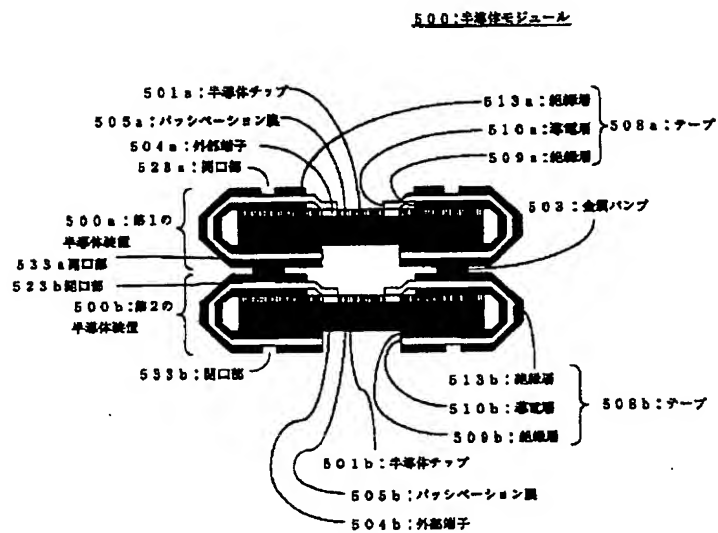 500:半導体モジュール
501a:半導体チップ
505a:パッシベーション膜
504a:外部端子
523a:開口部
500a:第1の
半導体装置
533a開口部
523b開口部
500b:第2の
半導体装置
533b:開口部
513a:絶縁層
510a:導電層
509a:絶縁層
508a:テープ
503:金属バンプ
513b:絶縁層
510b:導電層
509b:絶縁層
508b:テープ
501b:半導体チップ
505b:パッシベーション膜
504b:外部端子